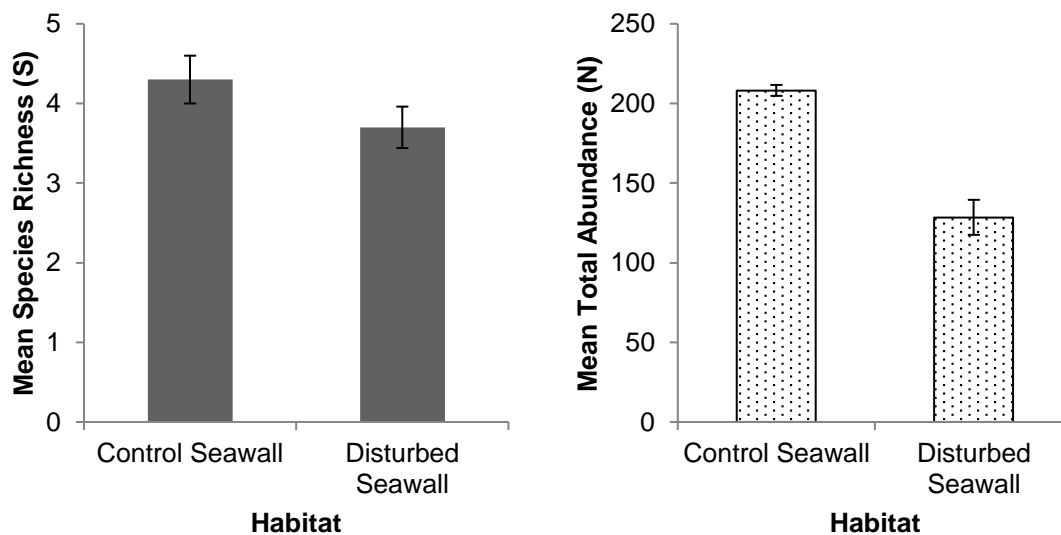 Mean Species Richness (S)
5
4
3
2
1
0
Control Seawall
Disturbed
Seawall
Habitat
Mean Total Abundance (N)
250
200
150
100
50
0
Control Seawall
Disturbed
Seawall
Habitat